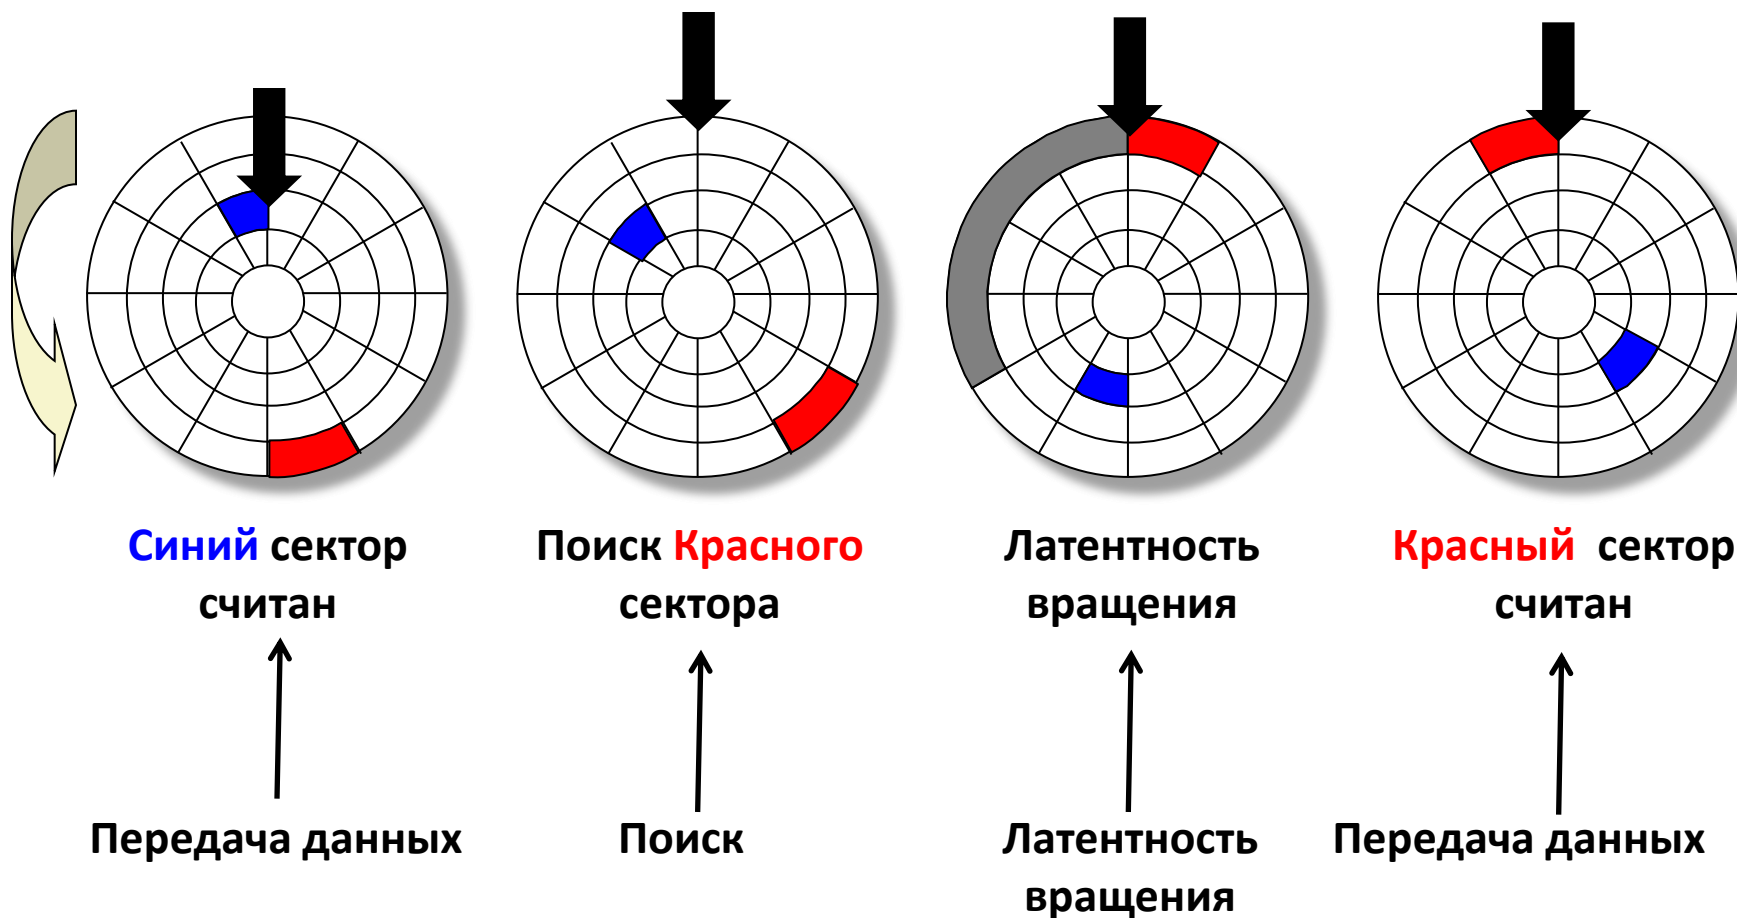 Синий сектор
считан
Поиск Красного
сектора
Латентность
вращения
Красный сектор
считан
Передача данных
Поиск
Латентность
вращения
Передача данных